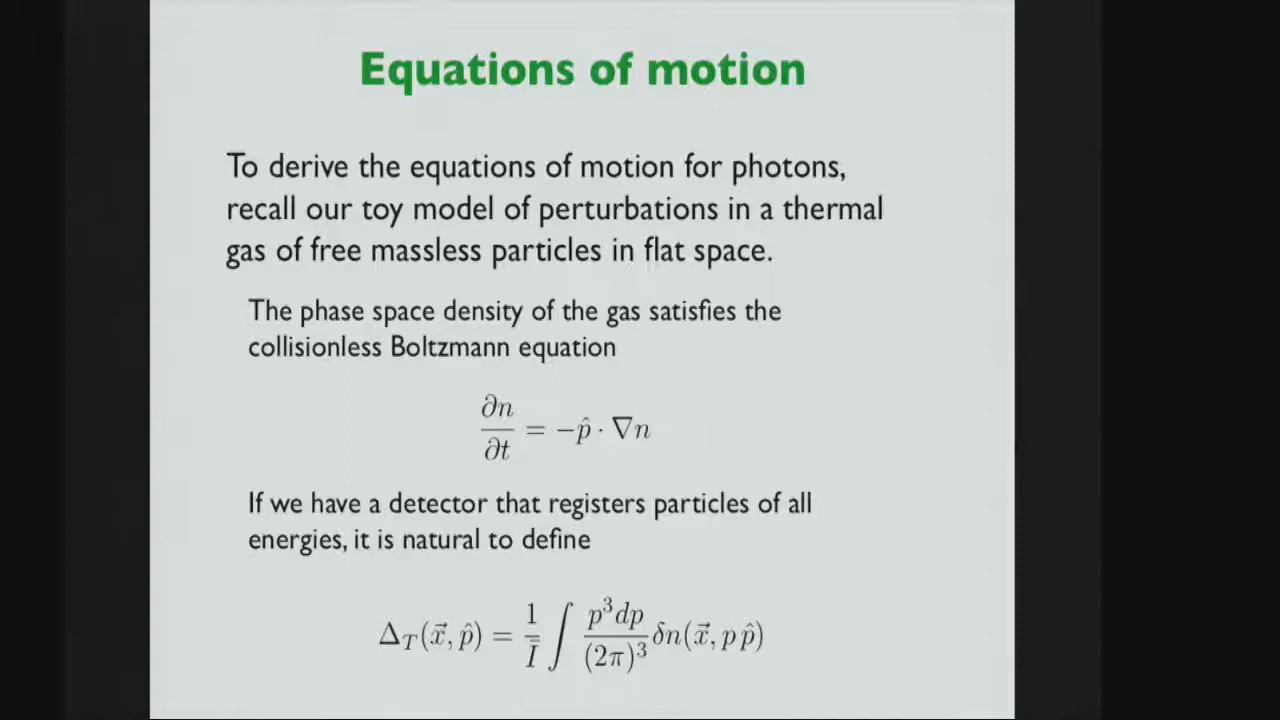 Equations of motion
To derive the equations of motion for photons,
recall our toy model of perturbations in a thermal
gas of free massless particles in flat space.
The phase space density of the gas satisfies the
collisionless Boltzmann equation
∂n/∂t = −p̂ · ∇n
If we have a detector that registers particles of all
energies, it is natural to define
Δ_T(x⃗, p̂) = 1/Ī ∫ p³dp/(2π)³ δn(x⃗, p p̂)